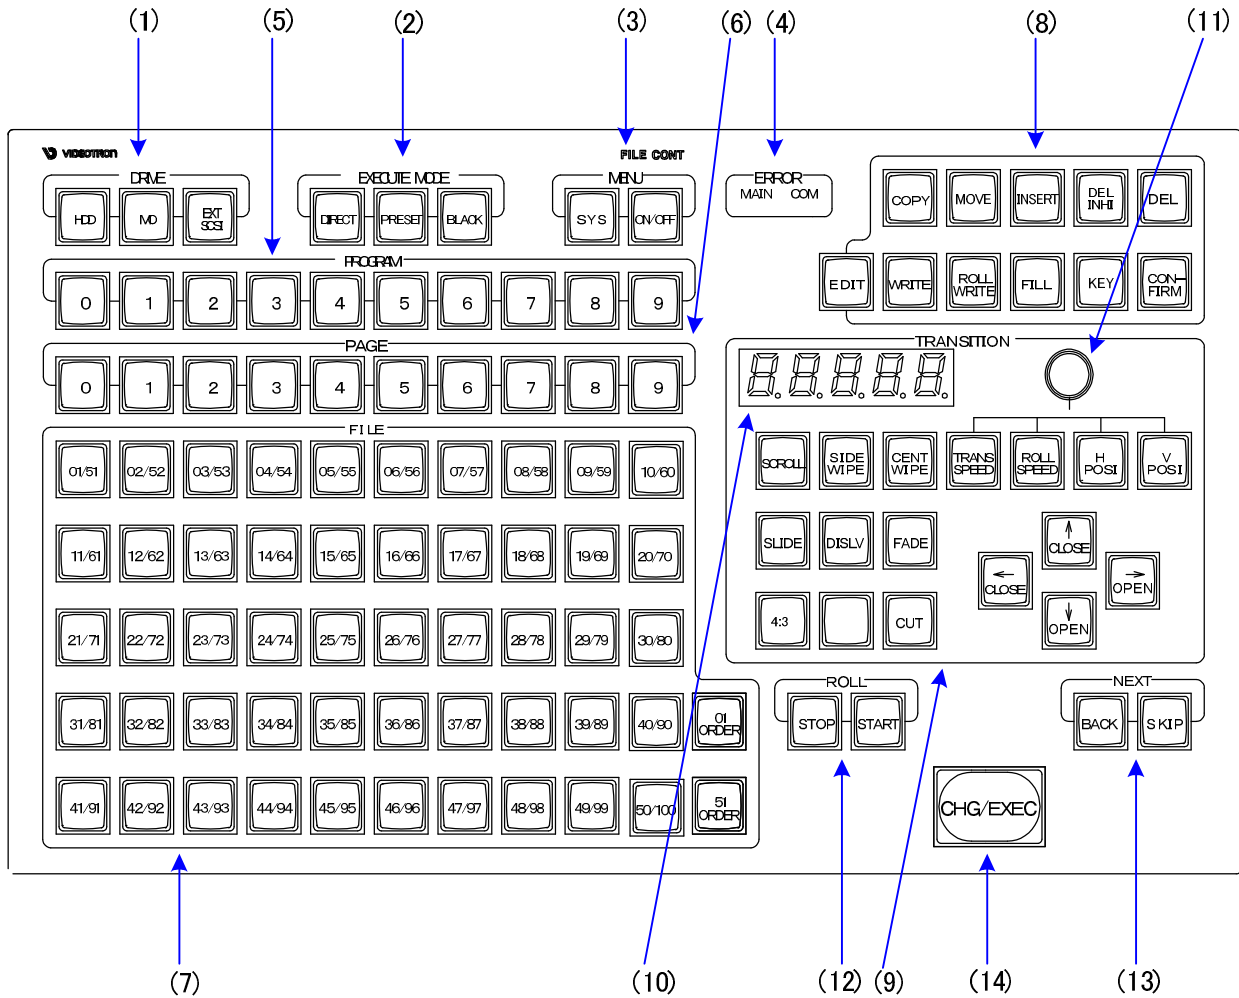 (1) (5) (2) (3) (6) (4) (8) (11)
VIDEOTRON FILE CONT
DRIVE EXECUTE MODE MENU ERROR
MAIN COM
HDD MO EXT SCSI DIRECT PRESET BLACK SYS ON/OFF
COPY MOVE INSERT DEL INHI DEL
PROGRAM
0 1 2 3 4 5 6 7 8 9
EDIT WRITE ROLL WRITE FILL KEY CON-FIRM
PAGE
0 1 2 3 4 5 6 7 8 9
TRANSITION
8.8.8.8.8.
FILE
01/51 02/52 03/53 04/54 05/55 06/56 07/57 08/58 09/59 10/60
SCROLL SIDE WIPE CENT WIPE TRANS SPEED ROLL SPEED H POSI V POSI
11/61 12/62 13/63 14/64 15/65 16/66 17/67 18/68 19/69 20/70
SLIDE DISLV FADE ↑ CLOSE
← CLOSE → OPEN
21/71 22/72 23/73 24/74 25/75 26/76 27/77 28/78 29/79 30/80
4:3 CUT ↓ OPEN
ROLL NEXT
31/81 32/82 33/83 34/84 35/85 36/86 37/87 38/88 39/89 40/90 01 ORDER
STOP START BACK SKIP
41/91 42/92 43/93 44/94 45/95 46/96 47/97 48/98 49/99 50/100 51 ORDER
CHG/EXEC
(7) (10) (12) (9) (14) (13)